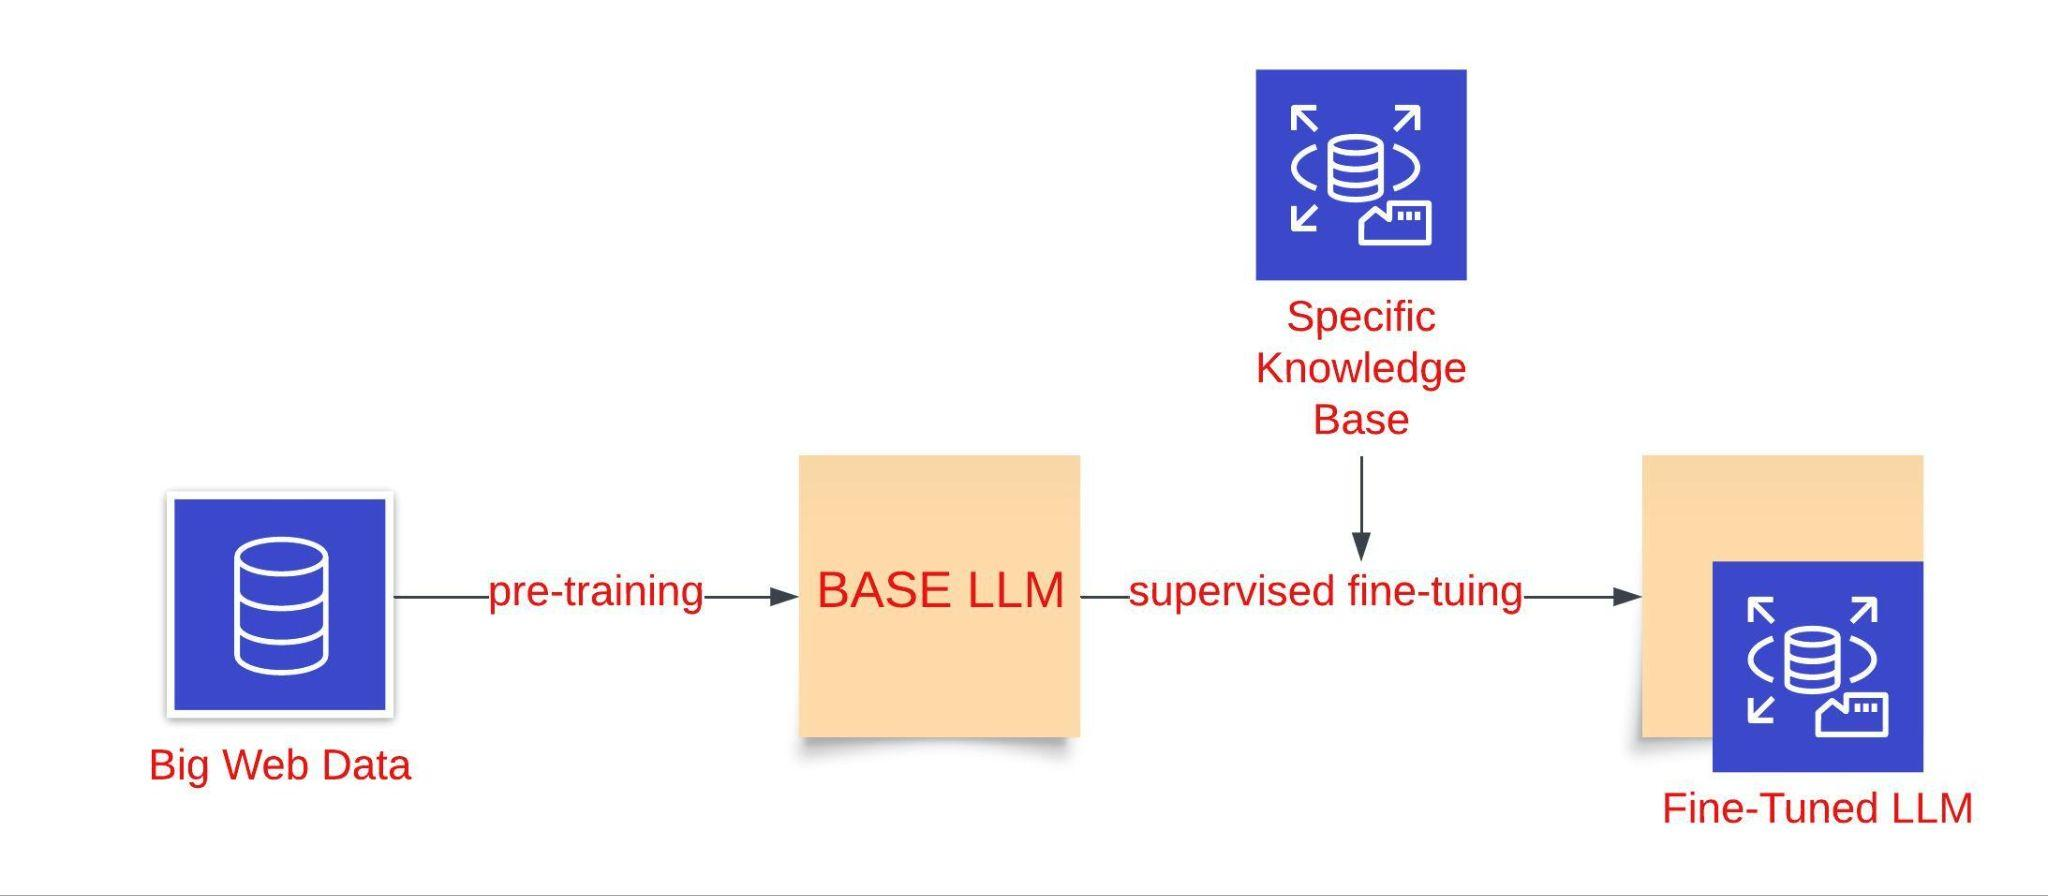 Specific
Knowledge
Base
pre-training
BASE LLM
supervised fine-tuing
Big Web Data
Fine-Tuned LLM